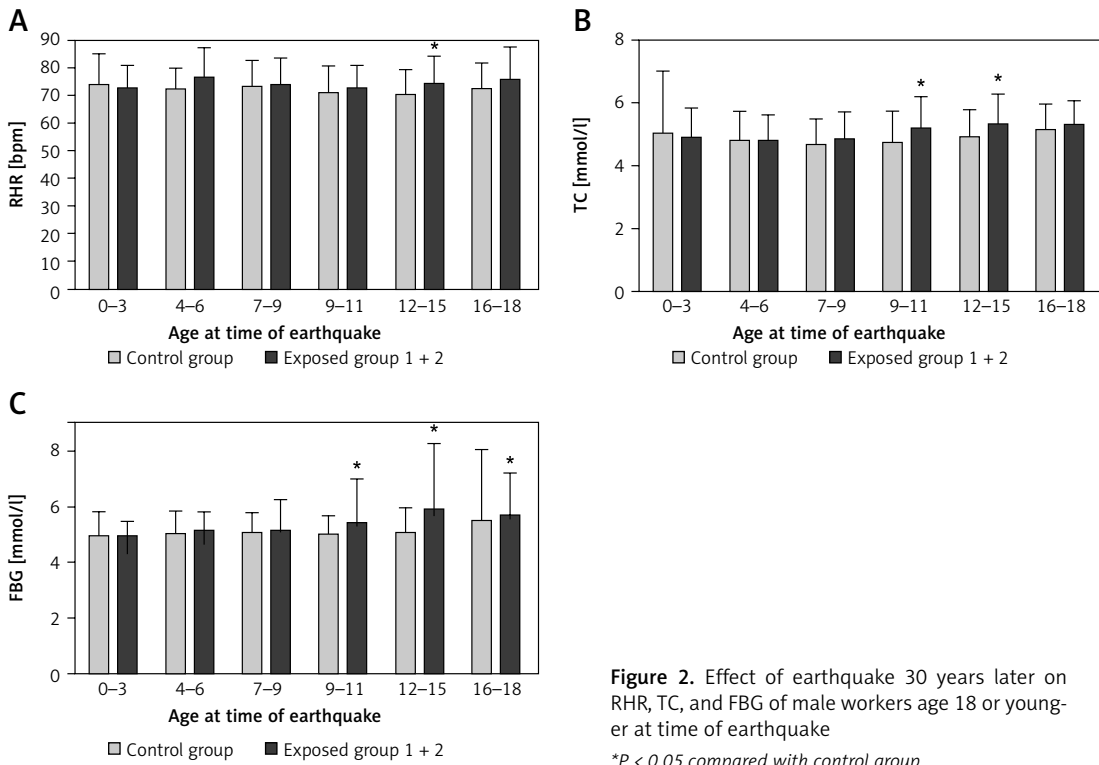 A
90
80
70
60
50
40
30
20
10
0
RHR [bpm]
*
0–3 4–6 7–9 9–11 12–15 16–18
Age at time of earthquake
Control group Exposed group 1 + 2
B
8
6
4
2
0
TC [mmol/l]
* *
0–3 4–6 7–9 9–11 12–15 16–18
Age at time of earthquake
Control group Exposed group 1 + 2
C
8
6
4
2
0
FBG [mmol/l]
* * *
0–3 4–6 7–9 9–11 12–15 16–18
Age at time of earthquake
Control group Exposed group 1 + 2
Figure 2. Effect of earthquake 30 years later on
RHR, TC, and FBG of male workers age 18 or young-
er at time of earthquake
*P < 0.05 compared with control group